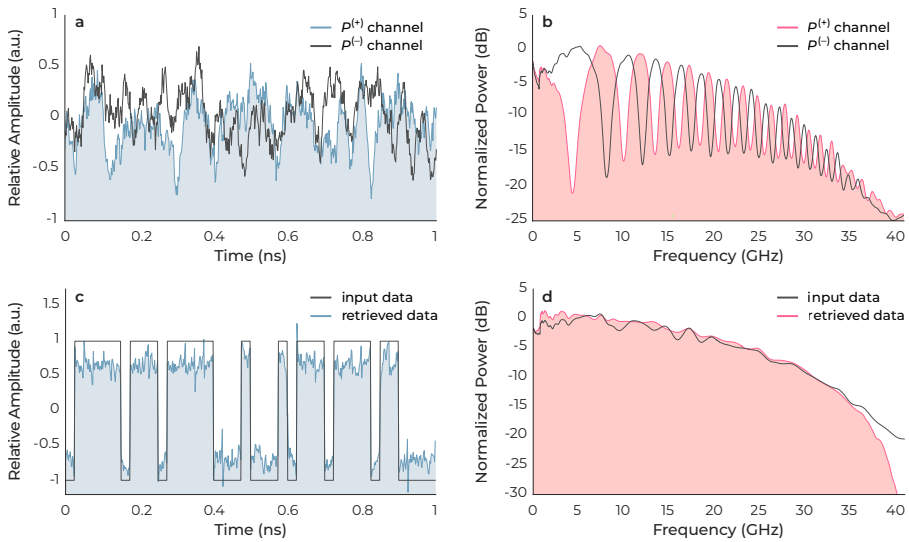 a
P(+) channel
P(−) channel
Relative Amplitude (a.u.)
1
0.5
0
-0.5
-1
0
0.2
0.4
0.6
0.8
1
Time (ns)
b
P(+) channel
P(−) channel
Normalized Power (dB)
5
0
-5
-10
-15
-20
-25
0
5
10
15
20
25
30
35
40
Frequency (GHz)
c
input data
retrieved data
Relative Amplitude (a.u.)
1.5
1
0.5
0
-0.5
-1
0
0.2
0.4
0.6
0.8
1
Time (ns)
d
input data
retrieved data
Normalized Power (dB)
5
0
-5
-10
-15
-20
-25
-30
0
5
10
15
20
25
30
35
40
Frequency (GHz)